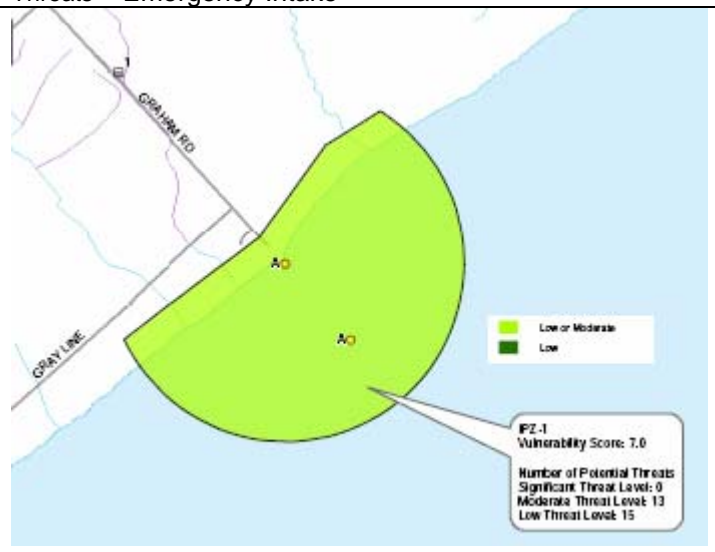 Threats – Emergency Intake
1
GRAHAM RD
A
A
GRAY LINE
Low or Moderate
Low
IPZ-1
Vulnerability Score: 7.0
Number of Potential Threats
Significant Threat Level: 0
Moderate Threat Level: 13
Low Threat Level: 15